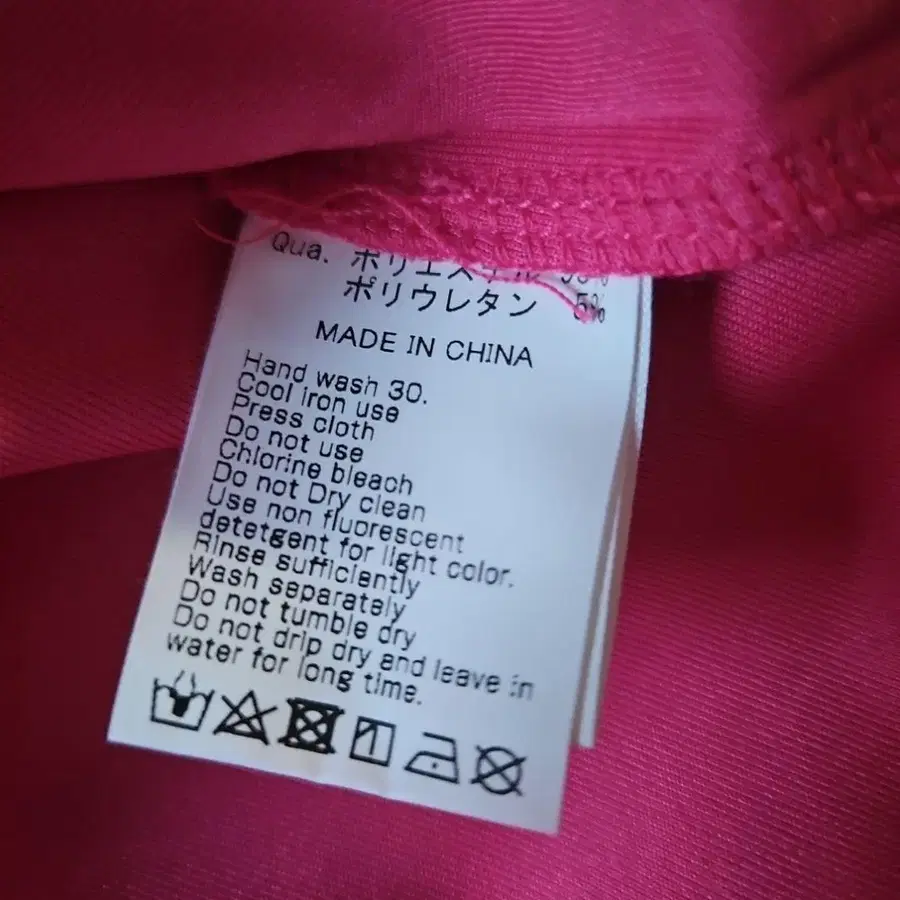 Qua. ポリエステル 95%
ポリウレタン 5%
MADE IN CHINA
Hand wash 30.
Cool iron use
Press cloth
Do not use
Chlorine bleach
Do not Dry clean
Use non fluorescent
detetgent for light color.
Rinse sufficiently
Wash separately
Do not tumble dry
Do not drip dry and leave in
water for long time.